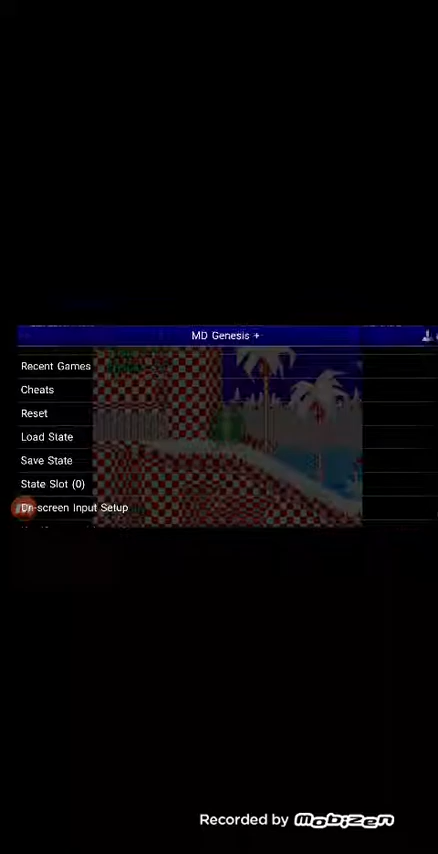 MD Genesis +
Recent Games
Cheats
Reset
Load State
Save State
State Slot (0)
On-screen Input Setup
Recorded by Mobizen